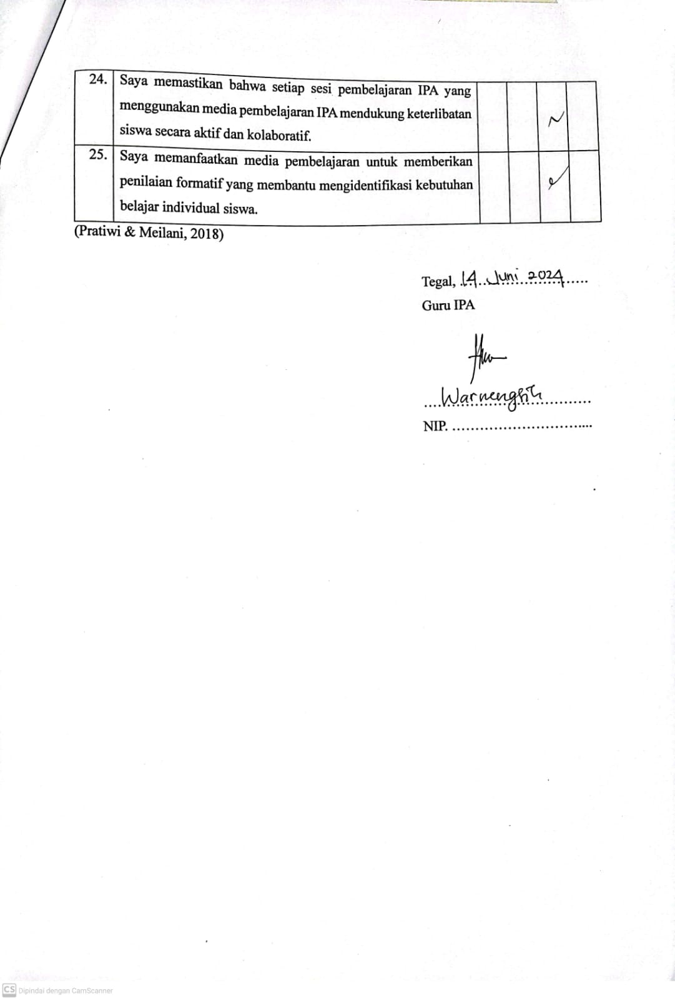 24. Saya memastikan bahwa setiap sesi pembelajaran IPA yang
menggunakan media pembelajaran IPA mendukung keterlibatan
siswa secara aktif dan kolaboratif.
25. Saya memanfaatkan media pembelajaran untuk memberikan
penilaian formatif yang membantu mengidentifikasi kebutuhan
belajar individual siswa.
(Pratiwi & Meilani, 2018)
Tegal, 14 Juni 2024
Guru IPA
Warnengsih
NIP.
CS Dipindai dengan CamScanner